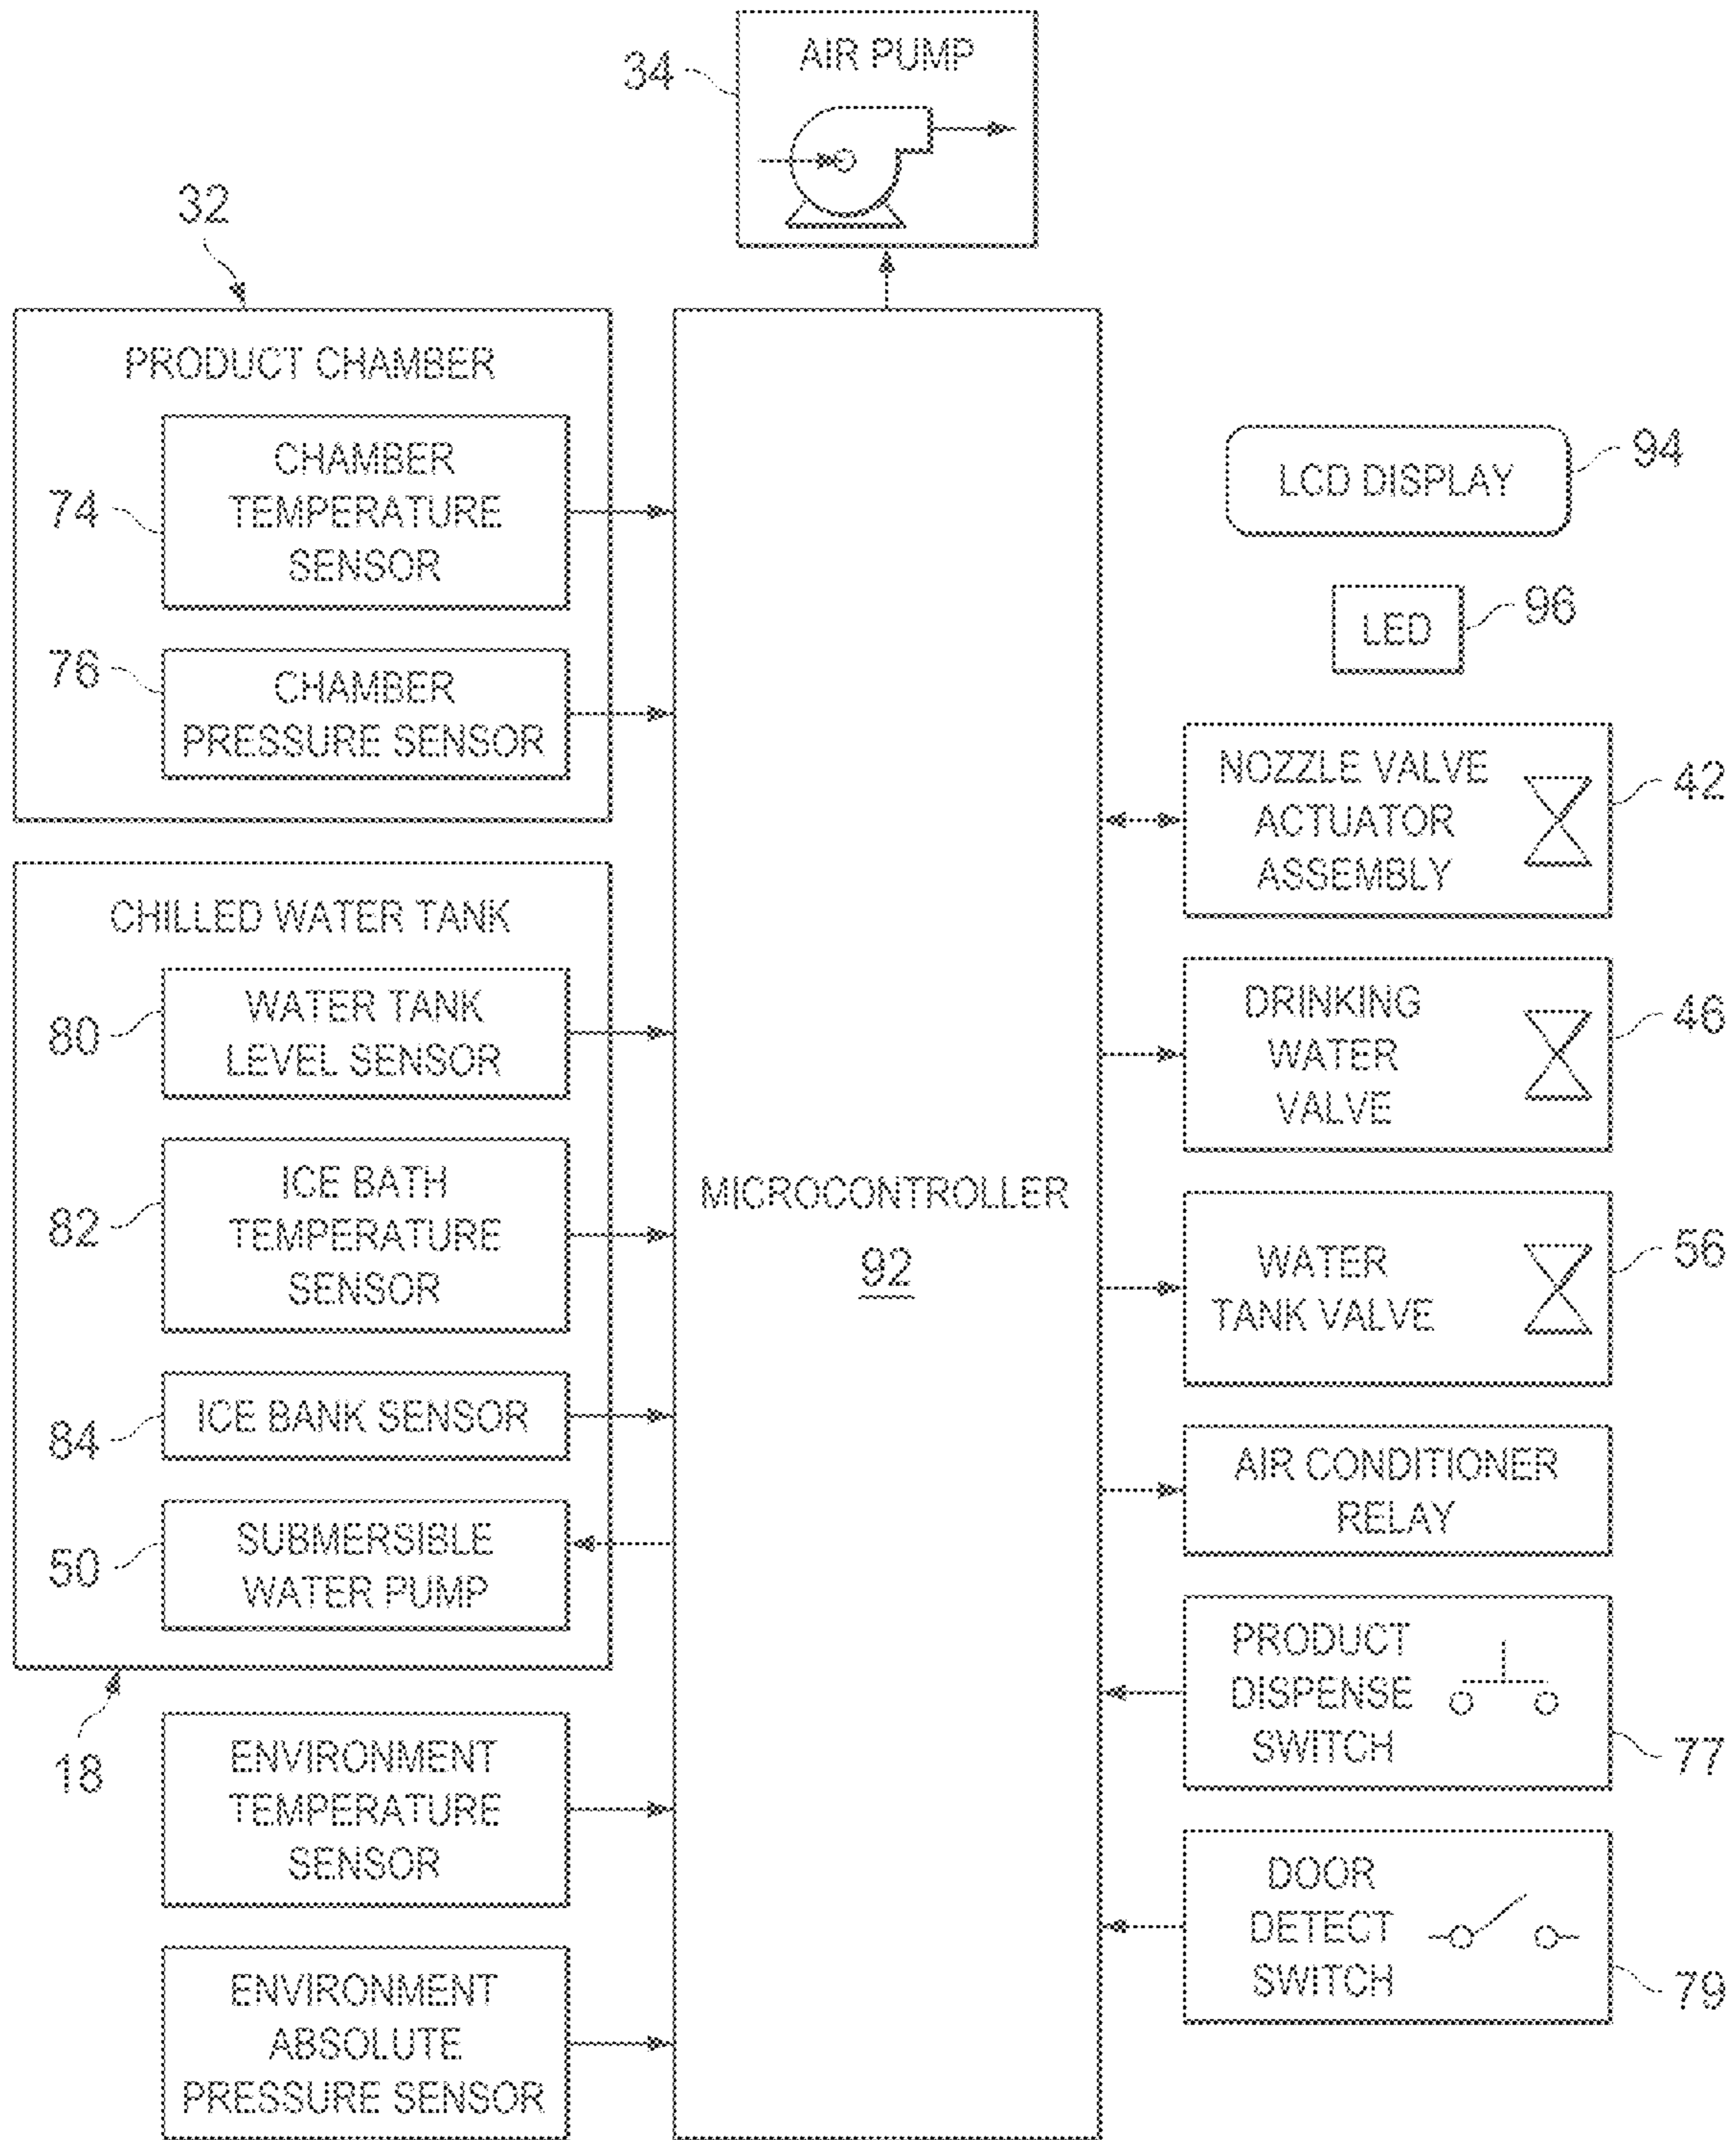 34
AIR PUMP
32
PRODUCT CHAMBER
74
CHAMBER
TEMPERATURE
SENSOR
76
CHAMBER
PRESSURE SENSOR
CHILLED WATER TANK
80
WATER TANK
LEVEL SENSOR
82
ICE BATH
TEMPERATURE
SENSOR
84
ICE BANK SENSOR
50
SUBMERSIBLE
WATER PUMP
18
ENVIRONMENT
TEMPERATURE
SENSOR
ENVIRONMENT
ABSOLUTE
PRESSURE SENSOR
MICROCONTROLLER
92
LCD DISPLAY
94
LED
96
NOZZLE VALVE
ACTUATOR
ASSEMBLY
42
DRINKING
WATER
VALVE
46
WATER
TANK VALVE
56
AIR CONDITIONER
RELAY
PRODUCT
DISPENSE
SWITCH
77
DOOR
DETECT
SWITCH
79